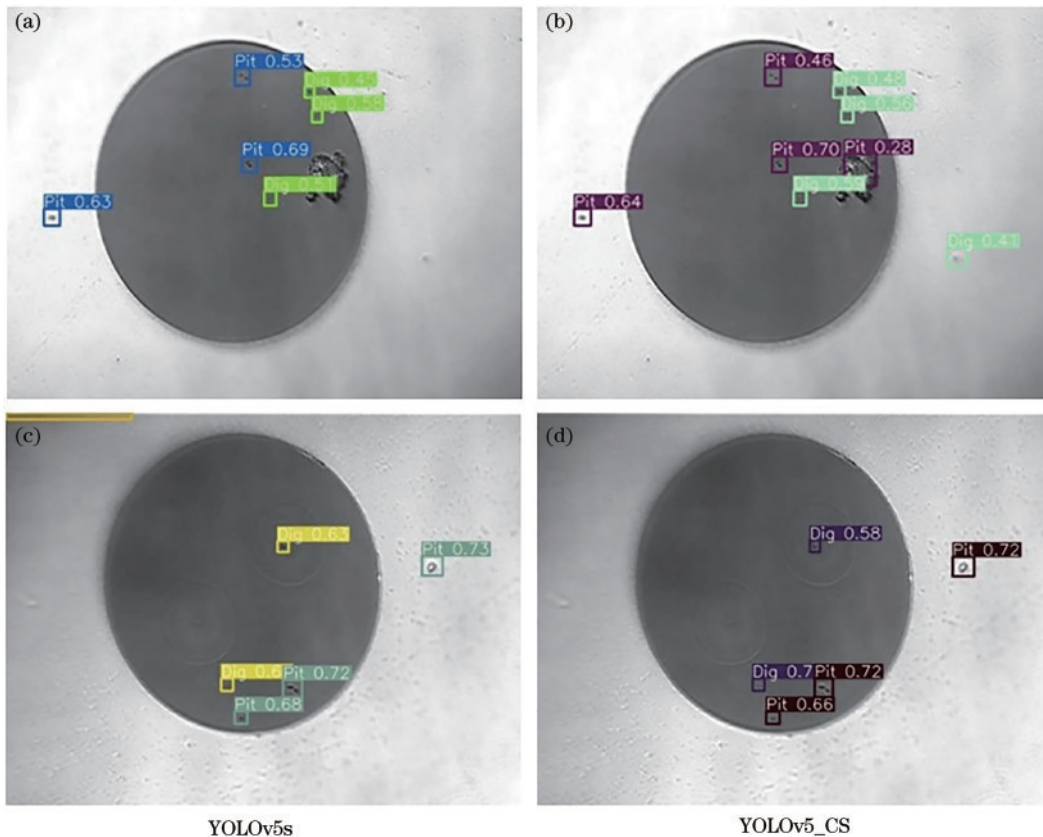 (a)
Pit 0.53
Dig 0.45
Dig 0.58
Pit 0.69
Dig 0.51
Pit 0.63
(b)
Pit 0.46
Dig 0.48
Dig 0.56
Pit 0.70
Pit 0.28
Dig 0.59
Pit 0.64
Dig 0.41
(c)
Dig 0.63
Pit 0.73
Dig 0.6
Pit 0.72
Pit 0.68
YOLOv5s
(d)
Dig 0.58
Pit 0.72
Dig 0.7
Pit 0.72
Pit 0.66
YOLOv5_CS